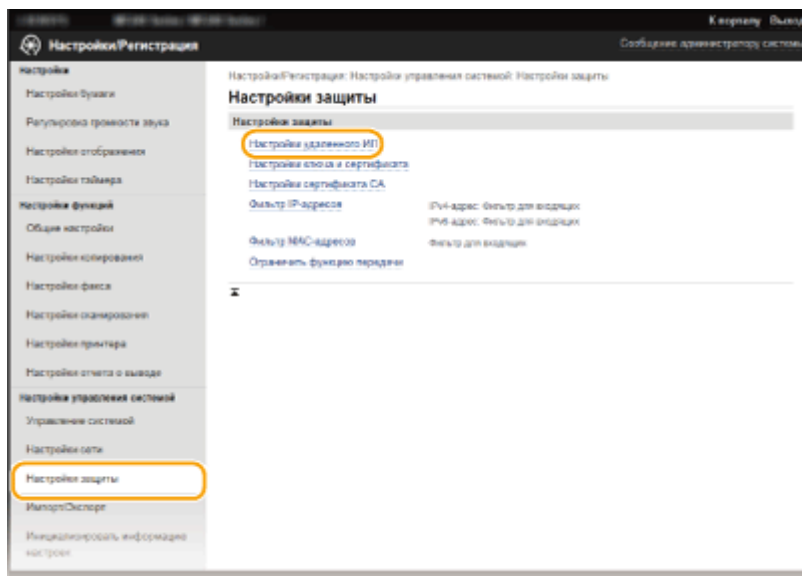 К порталу Выход
Настройки/Регистрация
Сообщение администратору системы
Настройка
Настройки бумаги
Регулировка громкости звука
Настройки отображения
Настройки таймера
Настройки функций
Общие настройки
Настройки копирования
Настройки факса
Настройки сканирования
Настройки принтера
Настройки отчета о выводе
Настройки управления системой
Управление системой
Настройки сети
Настройки защиты
Импорт/Экспорт
Инициализировать информацию
настроек
Настройки/Регистрация: Настройки управления системой: Настройки защиты
Настройки защиты
Настройки защиты
Настройки удаленного ИП
Настройки ключа и сертификата
Настройки сертификата CA
Фильтр IP-адресов
IPv4-адрес: Фильтр для входящих
IPv6-адрес: Фильтр для входящих
Фильтр MAC-адресов
Фильтр для входящих
Ограничить функцию передачи